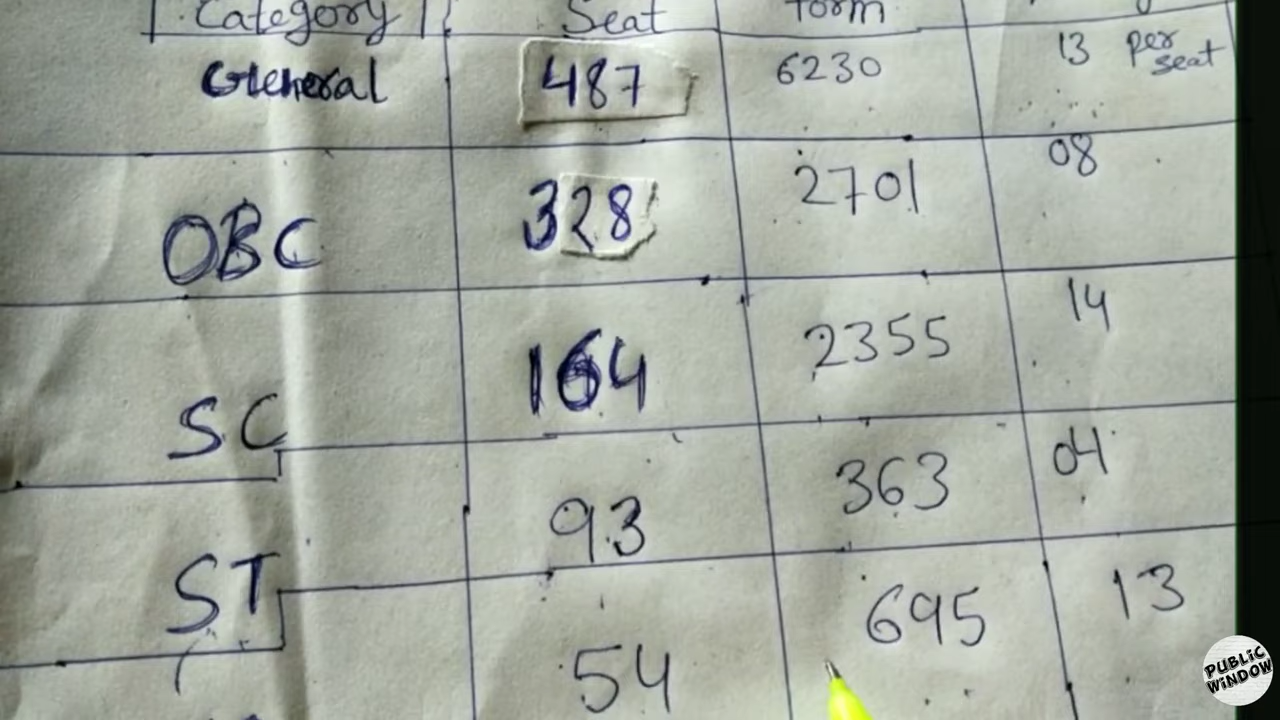 Category Seat form
General 487 6230 13 per seat
OBC 328 2701 08
SC 164 2355 14
ST 93 363 04
54 695 13
PUBLIC
WINDOW